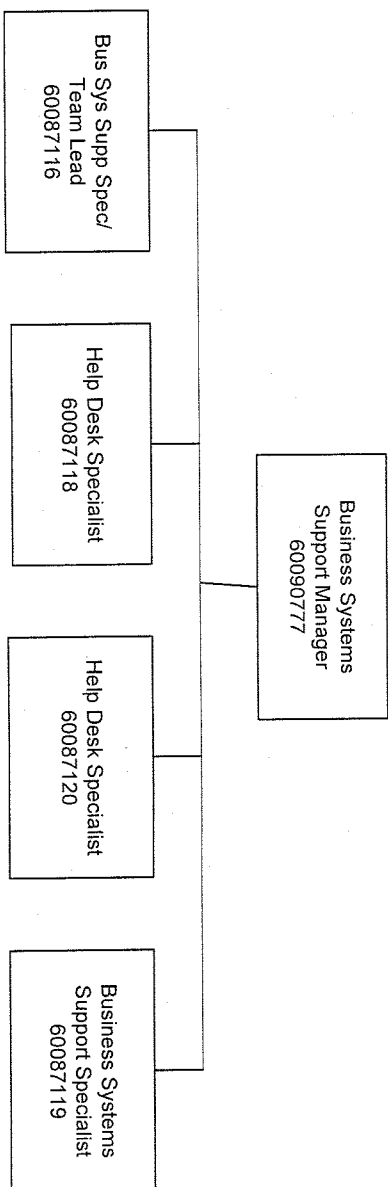 Business Systems
Support Manager
60090777
Bus Sys Supp Spec/
Team Lead
60087116
Help Desk Specialist
60087118
Help Desk Specialist
60087120
Business Systems
Support Specialist
60087119